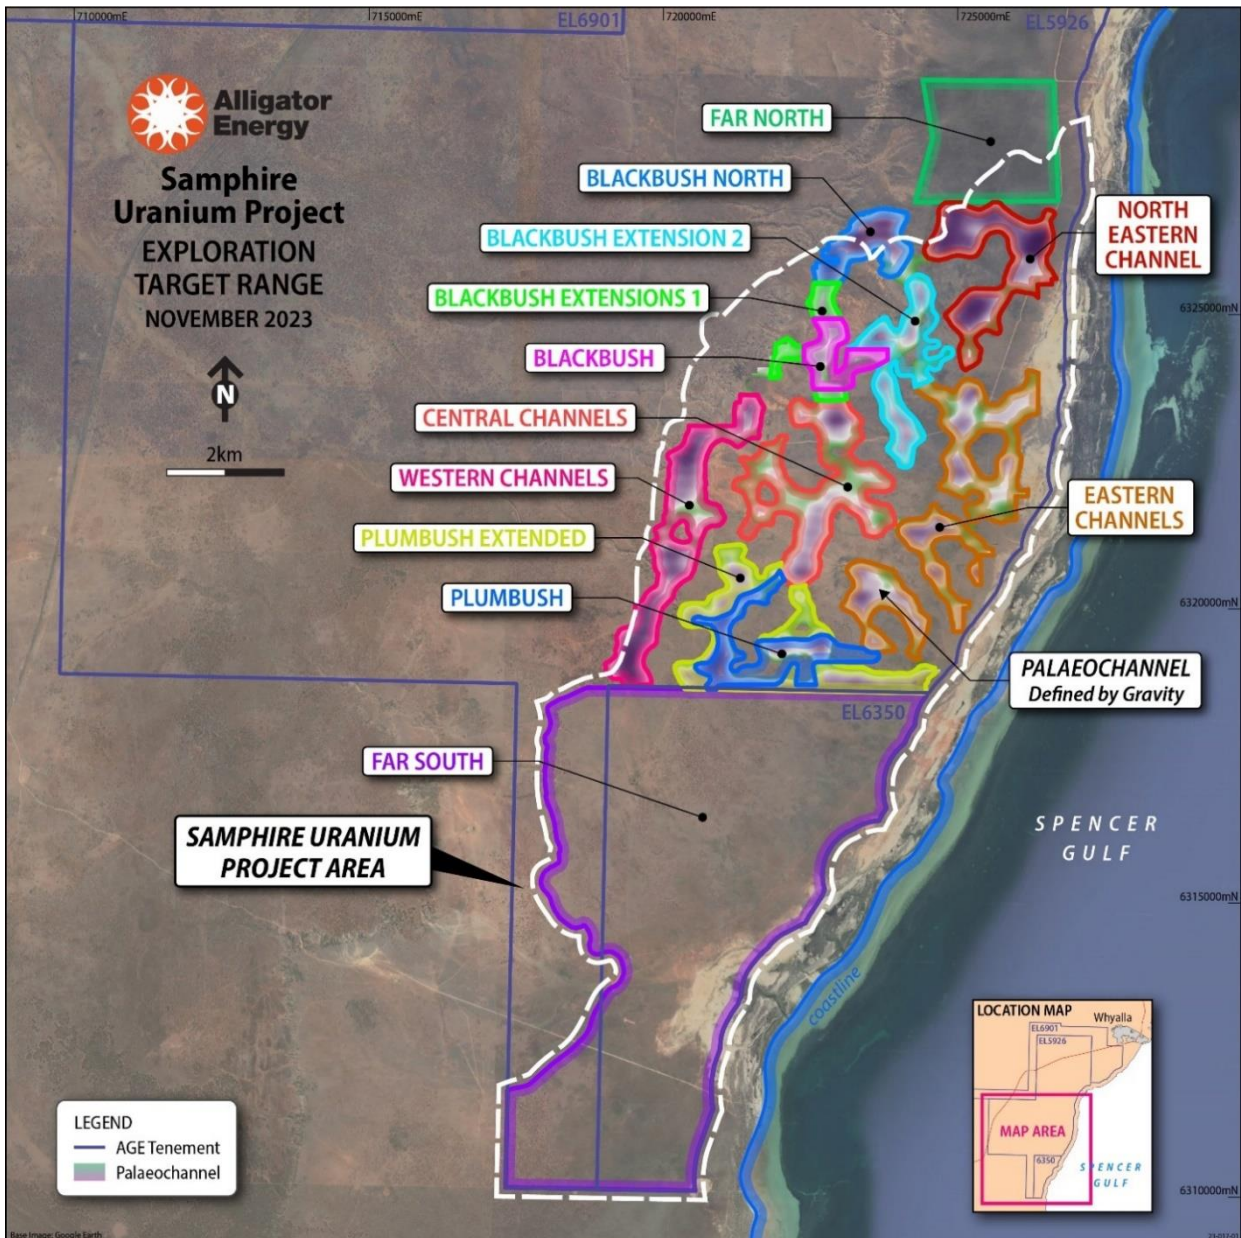 710000mE
715000mE
EL6901
720000mE
725000mE
EL5926
Alligator
Energy
Samphire
Uranium Project
EXPLORATION
TARGET RANGE
NOVEMBER 2023
N
2km
FAR NORTH
BLACKBUSH NORTH
BLACKBUSH EXTENSION 2
NORTH
EASTERN
CHANNEL
BLACKBUSH EXTENSIONS 1
6325000mN
BLACKBUSH
CENTRAL CHANNELS
WESTERN CHANNELS
EASTERN
CHANNELS
PLUMBUSH EXTENDED
PLUMBUSH
6320000mN
PALAEOCHANNEL
Defined by Gravity
EL6350
FAR SOUTH
SAMPHIRE URANIUM
PROJECT AREA
SPENCER
GULF
6315000mN
coastline
LOCATION MAP
Whyalla
EL6901
EL5926
MAP AREA
6350
SPENCER
GULF
LEGEND
AGE Tenement
Palaeochannel
6310000mN
Base Image: Google Earth